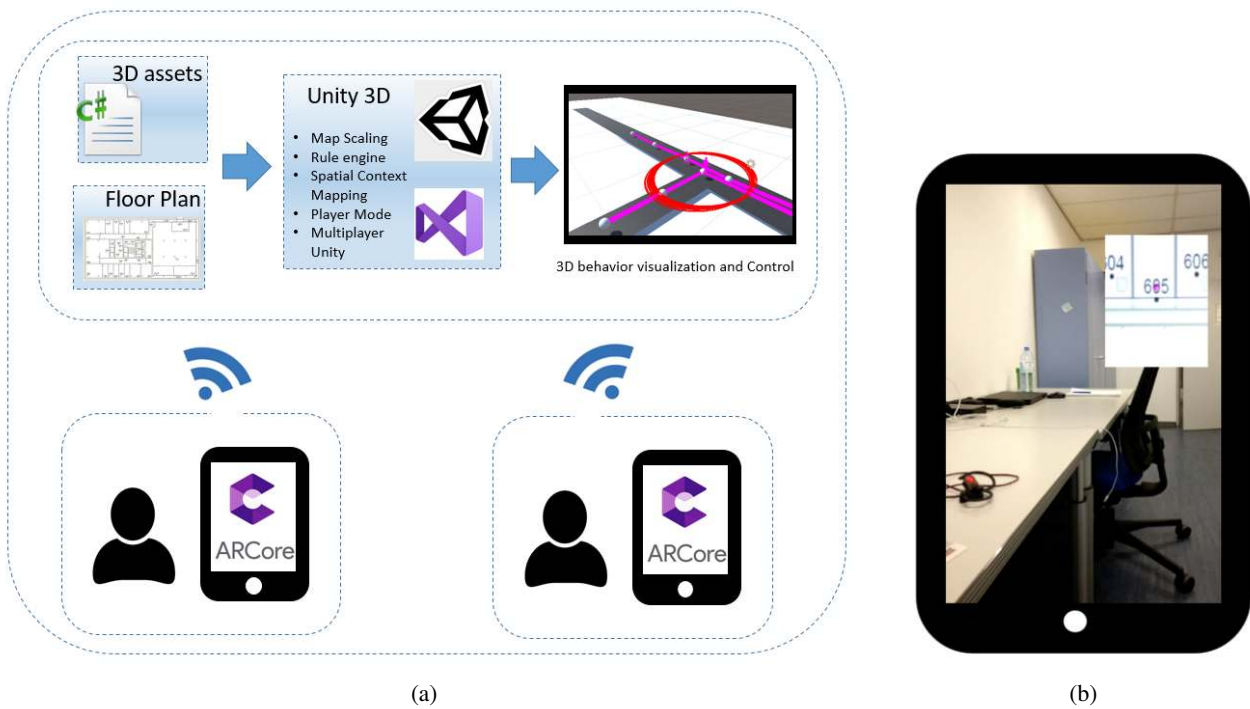 3D assets
C#
Floor Plan
Unity 3D
• Map Scaling
• Rule engine
• Spatial Context
Mapping
• Player Mode
• Multiplayer
Unity
3D behavior visualization and Control
ARCore
ARCore
604
605
606
(a)
(b)